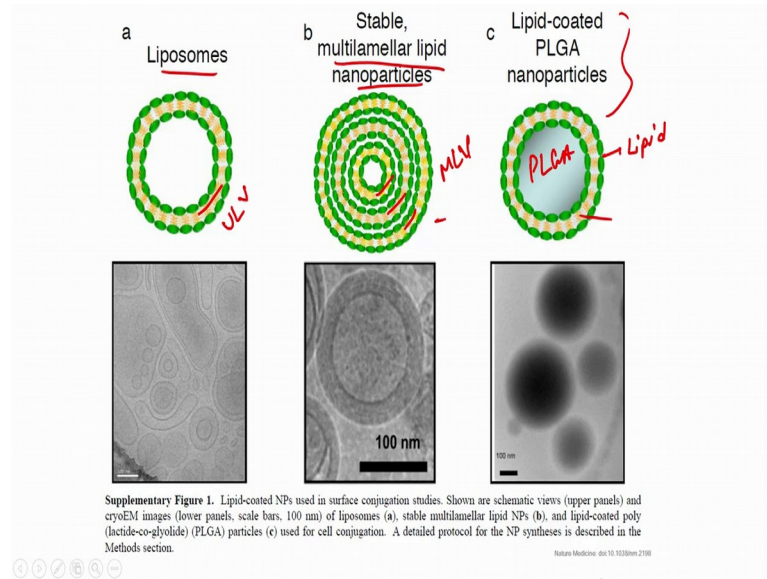 a
Liposomes
b
Stable,
multilamellar lipid
nanoparticles
c
Lipid-coated
PLGA
nanoparticles
ULV
MLV
PLGA
Lipid
100 nm
100 nm
Supplementary Figure 1. Lipid-coated NPs used in surface conjugation studies. Shown are schematic views (upper panels) and
cryoEM images (lower panels, scale bars, 100 nm) of liposomes (a), stable multilamellar lipid NPs (b), and lipid-coated poly
(lactide-co-glyolide) (PLGA) particles (c) used for cell conjugation. A detailed protocol for the NP syntheses is described in the
Methods section.
Nature Medicine: doi:10.1038/nm.2198